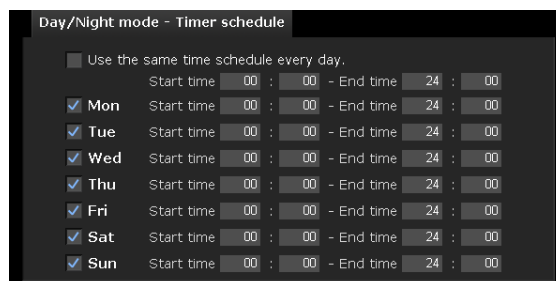 Day/Night mode - Timer schedule
Use the same time schedule every day.
Start time 00 : 00 - End time 24 : 00
Mon Start time 00 : 00 - End time 24 : 00
Tue Start time 00 : 00 - End time 24 : 00
Wed Start time 00 : 00 - End time 24 : 00
Thu Start time 00 : 00 - End time 24 : 00
Fri Start time 00 : 00 - End time 24 : 00
Sat Start time 00 : 00 - End time 24 : 00
Sun Start time 00 : 00 - End time 24 : 00